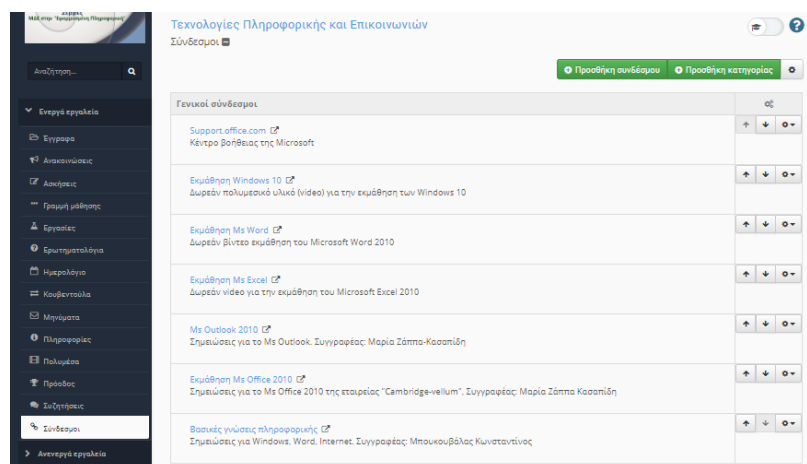 Σέρρες
ΜΔΕ στην "Εφαρμοσμένη Πληροφορική"
Τεχνολογίες Πληροφορικής και Επικοινωνιών
Σύνδεσμοι
Αναζήτηση...
Προσθήκη συνδέσμου
Προσθήκη κατηγορίας
Ενεργά εργαλεία
Έγγραφα
Ανακοινώσεις
Ασκήσεις
Γραμμή μάθησης
Εργασίες
Ερωτηματολόγια
Ημερολόγιο
Κουβεντούλα
Μηνύματα
Πληροφορίες
Πολυμέσα
Πρόοδος
Συζητήσεις
Σύνδεσμοι
Ανενεργά εργαλεία
Γενικοί σύνδεσμοι
Support.office.com
Κέντρο βοήθειας της Microsoft
Εκμάθηση Windows 10
Δωρεάν πολυμεσικό υλικό (video) για την εκμάθηση των Windows 10
Εκμάθηση Ms Word
Δωρεάν βίντεο εκμάθηση του Microsoft Word 2010
Εκμάθηση Ms Excel
Δωρεάν video για την εκμάθηση του Microsoft Excel 2010
Ms Outlook 2010
Σημειώσεις για το Ms Outlook. Συγγραφέας: Μαρία Ζάππα-Κασαπίδη
Εκμάθηση Ms Office 2010
Σημειώσεις για το Ms Office 2010 της εταιρείας "Cambridge-vellum", Συγγραφέας: Μαρία Ζάππα Κασαπίδη
Βασικές γνώσεις πληροφορικής
Σημειώσεις για Windows, Word, Internet. Συγγραφέας: Μπουκουβάλας Κωνσταντίνος